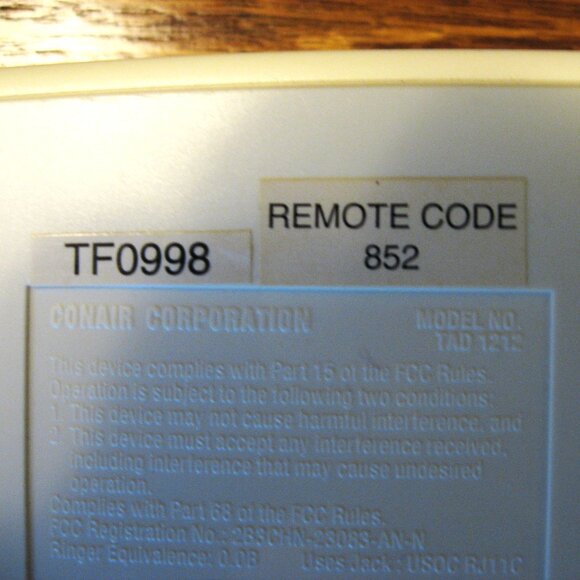 REMOTE CODE
852
TF0998
CONAIR CORPORATION
MODEL NO.
TAD 1212
This device complies with Part 15 of the FCC Rules.
Operation is subject to the following two conditions:
1. This device may not cause harmful interference, and
2. This device must accept any interference received,
including interference that may cause undesired
operation.
Complies with Part 68 of the FCC Rules.
FCC Registration No.: 2B3CHN-23083-AN-N
Ringer Equivalence: 0.0B Uses Jack: USOC RJ11C